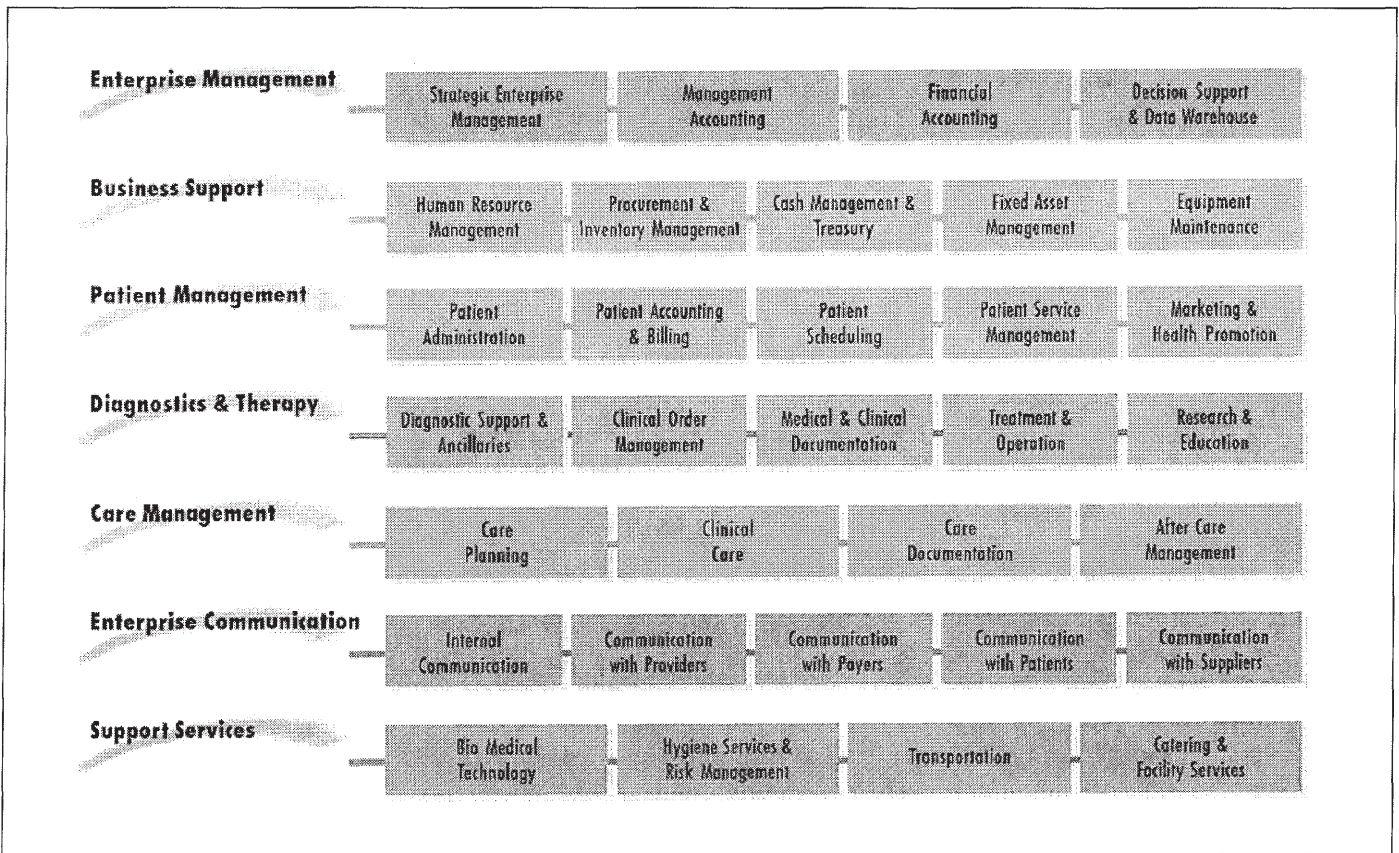 Enterprise Management
Strategic Enterprise
Management
Management
Accounting
Financial
Accounting
Decision Support
& Data Warehouse
Business Support
Human Resource
Management
Procurement &
Inventory Management
Cash Management &
Treasury
Fixed Asset
Management
Equipment
Maintenance
Patient Management
Patient
Administration
Patient Accounting
& Billing
Patient
Scheduling
Patient Service
Management
Marketing &
Health Promotion
Diagnostics & Therapy
Diagnostic Support &
Ancillaries
Clinical Order
Management
Medical & Clinical
Documentation
Treatment &
Operation
Research &
Education
Care Management
Care
Planning
Clinical
Care
Care
Documentation
After Care
Management
Enterprise Communication
Internal
Communication
Communication
with Providers
Communication
with Payers
Communication
with Patients
Communication
with Suppliers
Support Services
Bio Medical
Technology
Hygiene Services &
Risk Management
Transportation
Catering &
Facility Services